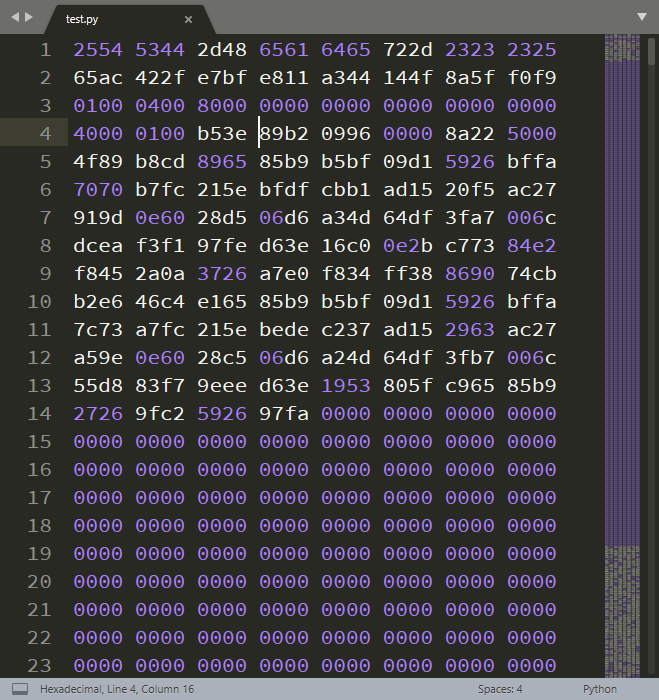 test.py
1 2554 5344 2d48 6561 6465 722d 2323 2325
2 65ac 422f e7bf e811 a344 144f 8a5f f0f9
3 0100 0400 8000 0000 0000 0000 0000 0000
4 4000 0100 b53e 89b2 0996 0000 8a22 5000
5 4f89 b8cd 8965 85b9 b5bf 09d1 5926 bffa
6 7070 b7fc 215e bfdf cbb1 ad15 20f5 ac27
7 919d 0e60 28d5 06d6 a34d 64df 3fa7 006c
8 dcea f3f1 97fe d63e 16c0 0e2b c773 84e2
9 f845 2a0a 3726 a7e0 f834 ff38 8690 74cb
10 b2e6 46c4 e165 85b9 b5bf 09d1 5926 bffa
11 7c73 a7fc 215e bede c237 ad15 2963 ac27
12 a59e 0e60 28c5 06d6 a24d 64df 3fb7 006c
13 55d8 83f7 9eee d63e 1953 805f c965 85b9
14 2726 9fc2 5926 97fa 0000 0000 0000 0000
15 0000 0000 0000 0000 0000 0000 0000 0000
16 0000 0000 0000 0000 0000 0000 0000 0000
17 0000 0000 0000 0000 0000 0000 0000 0000
18 0000 0000 0000 0000 0000 0000 0000 0000
19 0000 0000 0000 0000 0000 0000 0000 0000
20 0000 0000 0000 0000 0000 0000 0000 0000
21 0000 0000 0000 0000 0000 0000 0000 0000
22 0000 0000 0000 0000 0000 0000 0000 0000
23 0000 0000 0000 0000 0000 0000 0000 0000
Hexadecimal, Line 4, Column 16 Spaces: 4 Python